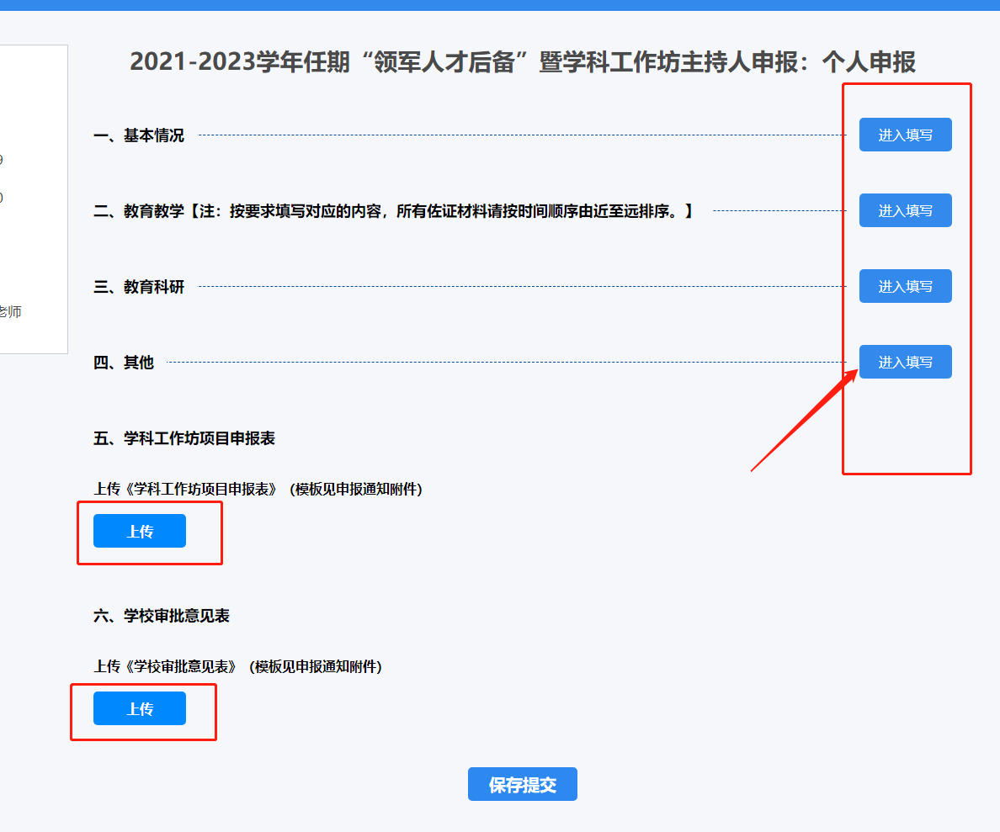 2021-2023学年任期“领军人才后备”暨学科工作坊主持人申报：个人申报
一、基本情况
进入填写
9
二、教育教学【注：按要求填写对应的内容，所有佐证材料请按时间顺序由近至远排序。】
进入填写
0
三、教育科研
进入填写
老师
四、其他
进入填写
五、学科工作坊项目申报表
上传《学科工作坊项目申报表》（模板见申报通知附件）
上传
六、学校审批意见表
上传《学校审批意见表》（模板见申报通知附件）
上传
保存提交